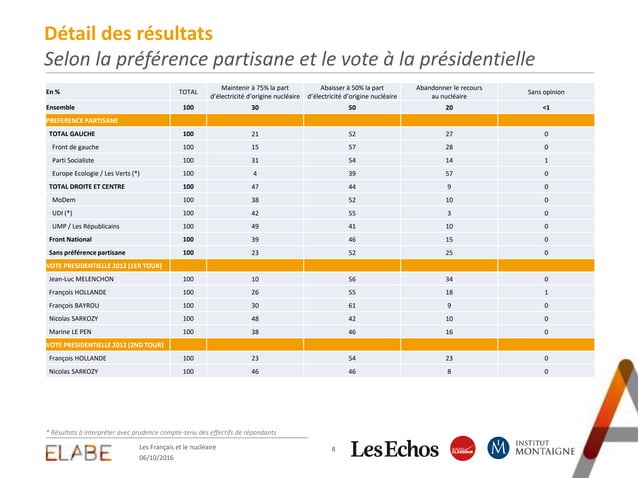 Détail des résultats
Selon la préférence partisane et le vote à la présidentielle
En % TOTAL Maintenir à 75% la part d'électricité d'origine nucléaire Abaisser à 50% la part d'électricité d'origine nucléaire Abandonner le recours au nucléaire Sans opinion
Ensemble 100 30 50 20 <1
PREFERENCE PARTISANE
TOTAL GAUCHE 100 21 52 27 0
Front de gauche 100 15 57 28 0
Parti Socialiste 100 31 54 14 1
Europe Ecologie / Les Verts (*) 100 4 39 57 0
TOTAL DROITE ET CENTRE 100 47 44 9 0
MoDem 100 38 52 10 0
UDI (*) 100 42 55 3 0
UMP / Les Républicains 100 49 41 10 0
Front National 100 39 46 15 0
Sans préférence partisane 100 23 52 25 0
VOTE PRESIDENTIELLE 2012 (1ER TOUR)
Jean-Luc MELENCHON 100 10 56 34 0
François HOLLANDE 100 26 55 18 1
François BAYROU 100 30 61 9 0
Nicolas SARKOZY 100 48 42 10 0
Marine LE PEN 100 38 46 16 0
VOTE PRESIDENTIELLE 2012 (2ND TOUR)
François HOLLANDE 100 23 54 23 0
Nicolas SARKOZY 100 46 46 8 0
* Résultats à interpréter avec prudence compte-tenu des effectifs de répondants
ELABE
Les Français et le nucléaire
06/10/2016
8
LesEchos
RADIO CLASSIQUE
iM
INSTITUT
MONTAIGNE